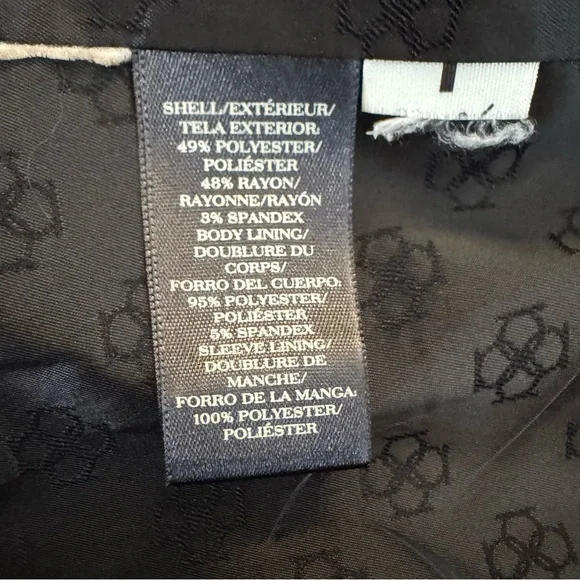 SHELL/EXTÉRIEUR/
TELA EXTERIOR:
49% POLYESTER/
POLIÉSTER
48% RAYON/
RAYONNE/RAYÓN
3% SPANDEX
BODY LINING/
DOUBLURE DU
CORPS/
FORRO DEL CUERPO:
95% POLYESTER/
POLIÉSTER
5% SPANDEX
SLEEVE LINING/
DOUBLURE DE
MANCHE/
FORRO DE LA MANGA:
100% POLYESTER/
POLIÉSTER